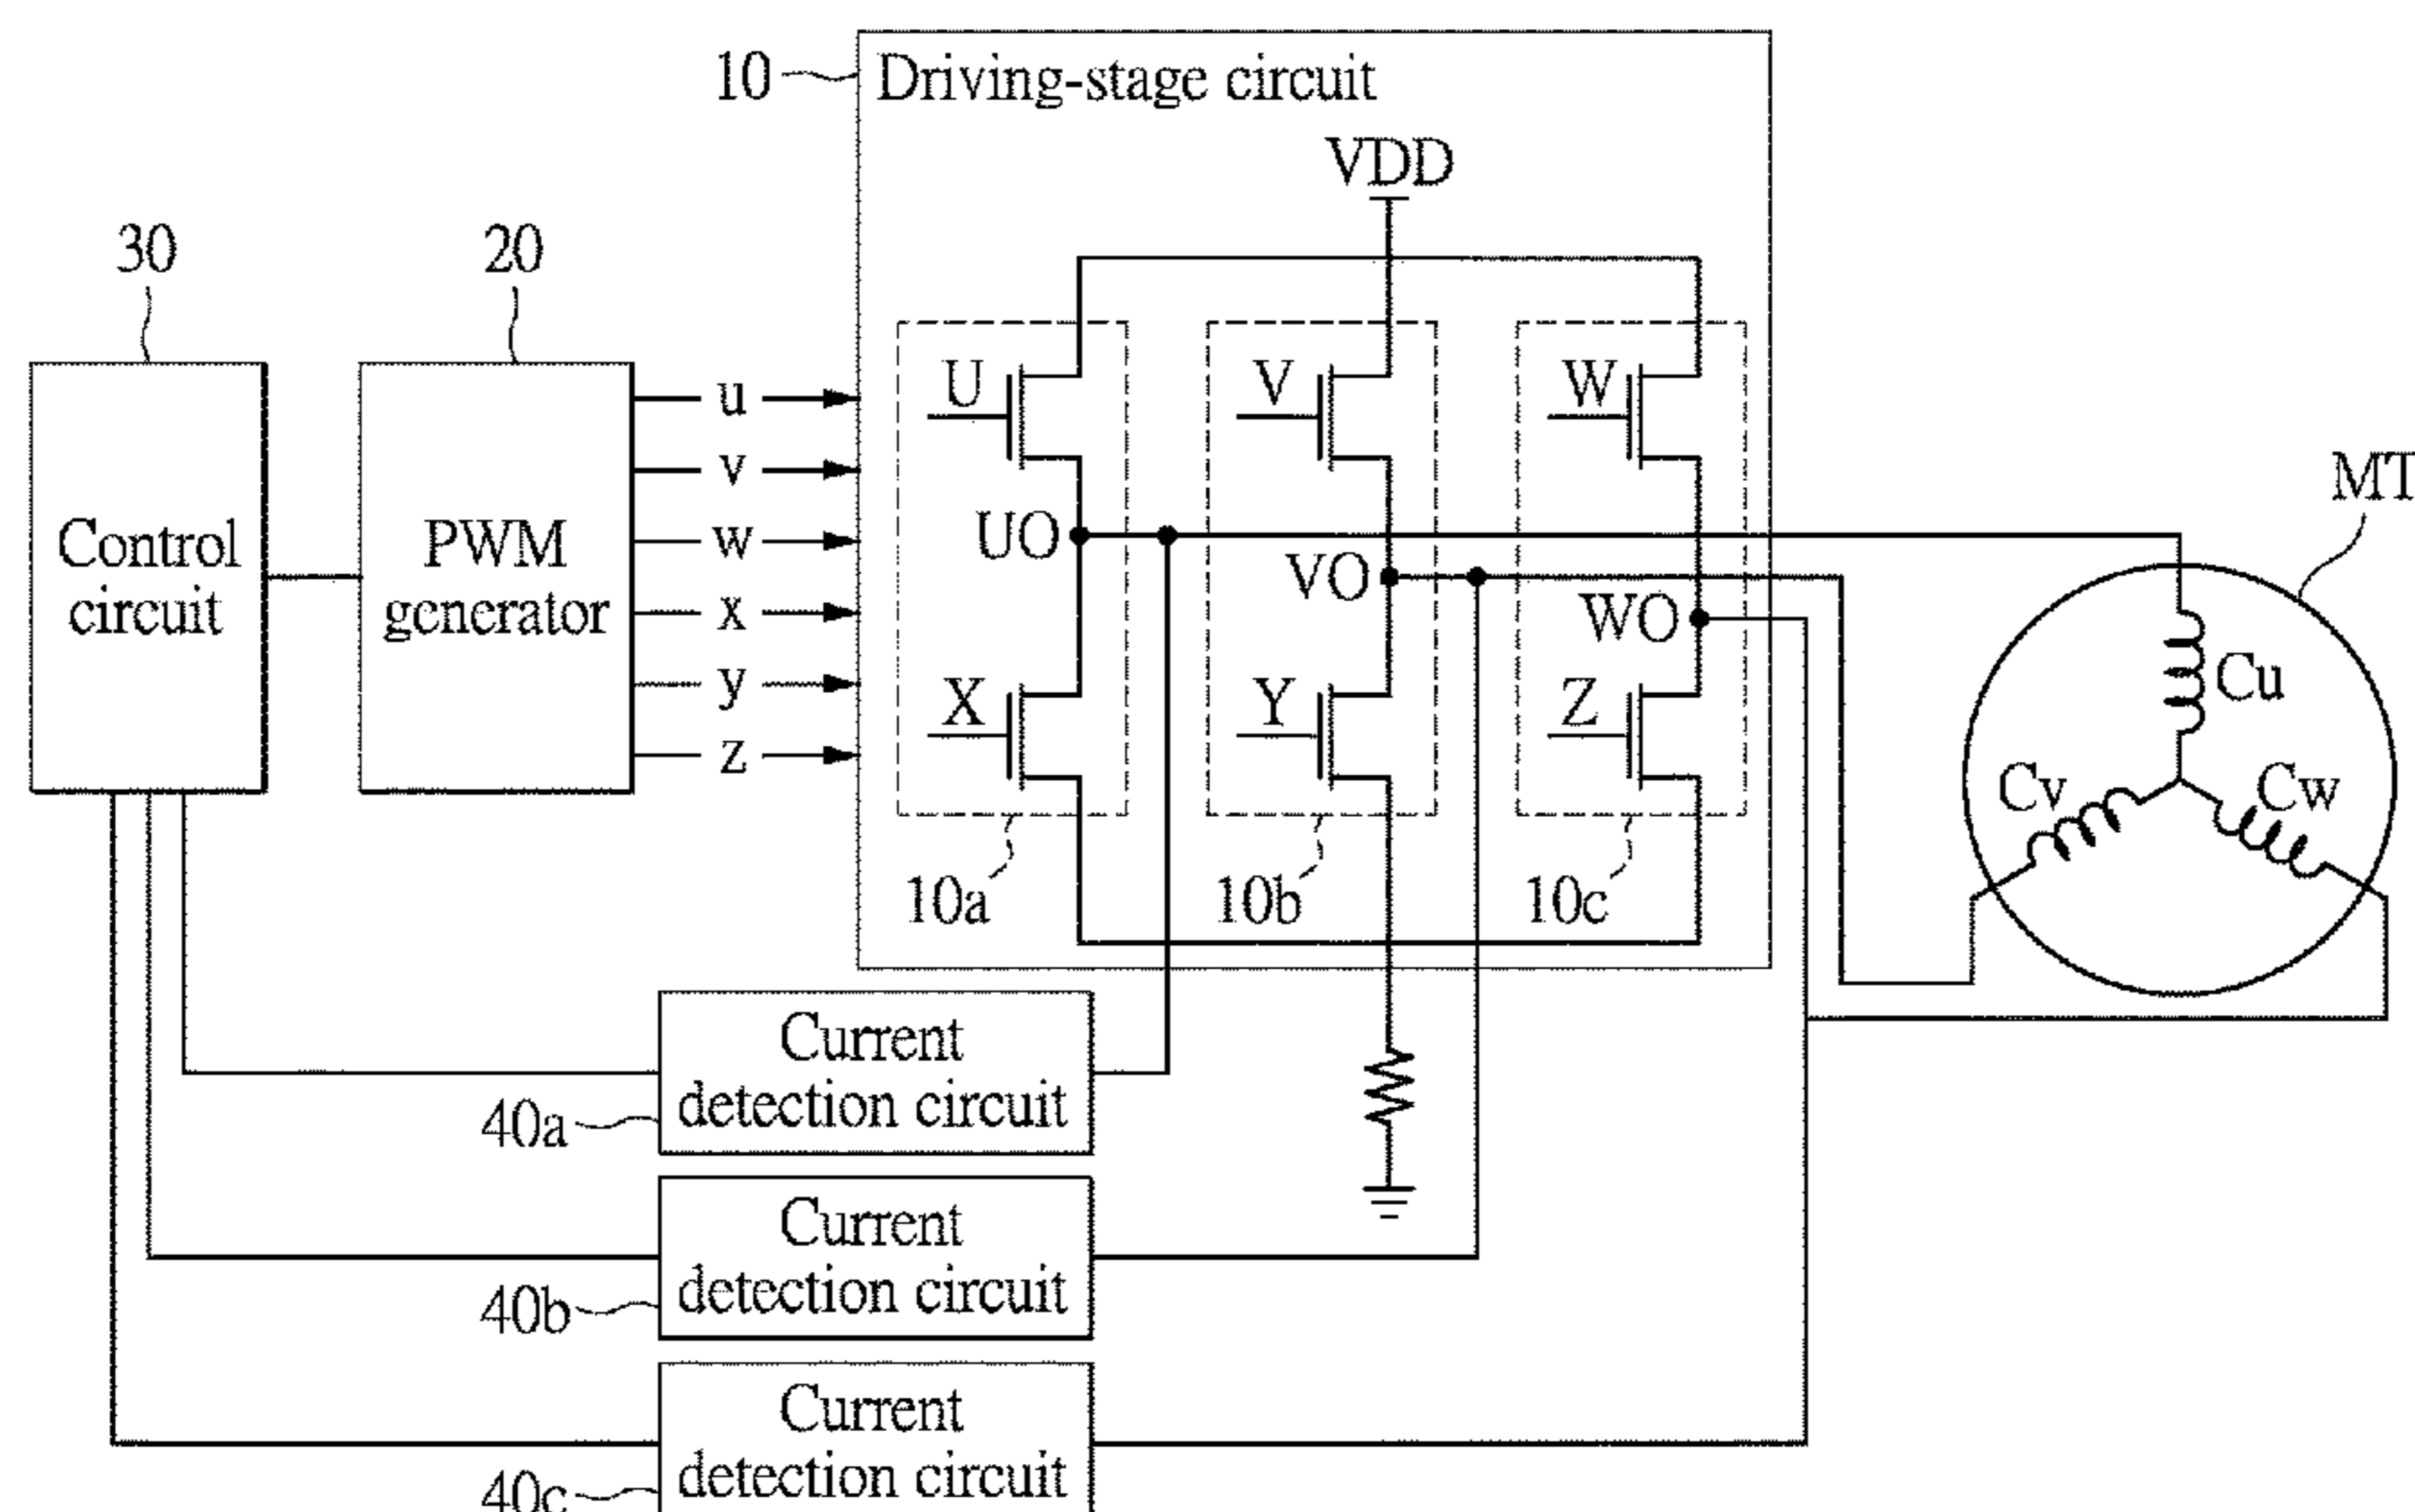 10
Driving-stage circuit
VDD
30
20
U
V
W
u
v
w
x
y
z
MT
Control
circuit
PWM
generator
UO
VO
WO
X
Y
Z
Cu
Cv
Cw
10a
10b
10c
Current
detection circuit
40a
Current
detection circuit
40b
Current
detection circuit
40c